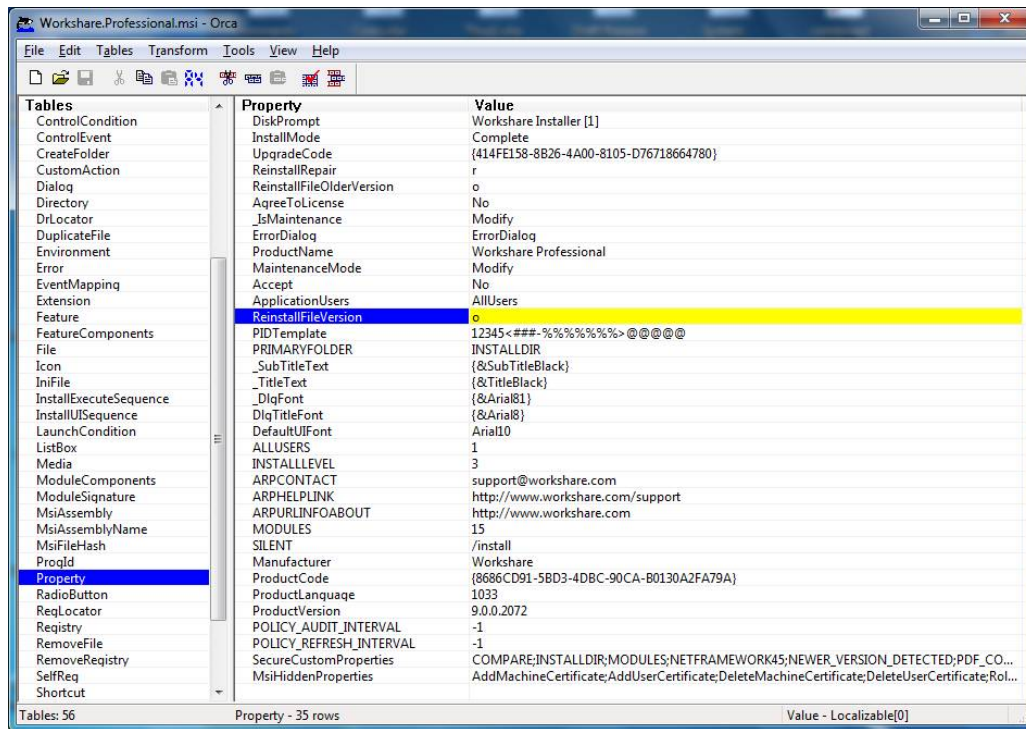 Workshare.Professional.msi - Orca
File Edit Tables Transform Tools View Help
Tables Property Value
ControlCondition DiskPrompt Workshare Installer [1]
ControlEvent InstallMode Complete
CreateFolder UpgradeCode {414FE158-8B26-4A00-8105-D76718664780}
CustomAction ReinstallRepair r
Dialog ReinstallFileOlderVersion o
Directory AgreeToLicense No
DrLocator _IsMaintenance Modify
DuplicateFile ErrorDialog ErrorDialog
Environment ProductName Workshare Professional
Error MaintenanceMode Modify
EventMapping Accept No
Extension ApplicationUsers AllUsers
Feature ReinstallFileVersion o
FeatureComponents PIDTemplate 12345<###-%%%%%%%>@@@@@
File PRIMARYFOLDER INSTALLDIR
Icon _SubTitleText {&SubTitleBlack}
IniFile _TitleText {&TitleBlack}
InstallExecuteSequence _DlgFont {&Arial81}
InstallUISequence DlgTitleFont {&Arial8}
LaunchCondition DefaultUIFont Arial10
ListBox ALLUSERS 1
Media INSTALLLEVEL 3
ModuleComponents ARPCONTACT support@workshare.com
ModuleSignature ARPHELPLINK http://www.workshare.com/support
MsiAssembly ARPURLINFOABOUT http://www.workshare.com
MsiAssemblyName MODULES 15
MsiFileHash SILENT /install
ProgId Manufacturer Workshare
Property ProductCode {8686CD91-5BD3-4DBC-90CA-B0130A2FA79A}
RadioButton ProductLanguage 1033
RegLocator ProductVersion 9.0.0.2072
Registry POLICY_AUDIT_INTERVAL -1
RemoveFile POLICY_REFRESH_INTERVAL -1
RemoveRegistry SecureCustomProperties COMPARE;INSTALLDIR;MODULES;NETFRAMEWORK45;NEWER_VERSION_DETECTED;PDF_CO...
SelfReg MsiHiddenProperties AddMachineCertificate;AddUserCertificate;DeleteMachineCertificate;DeleteUserCertificate;Rol...
Shortcut
Tables: 56 Property - 35 rows Value - Localizable[0]